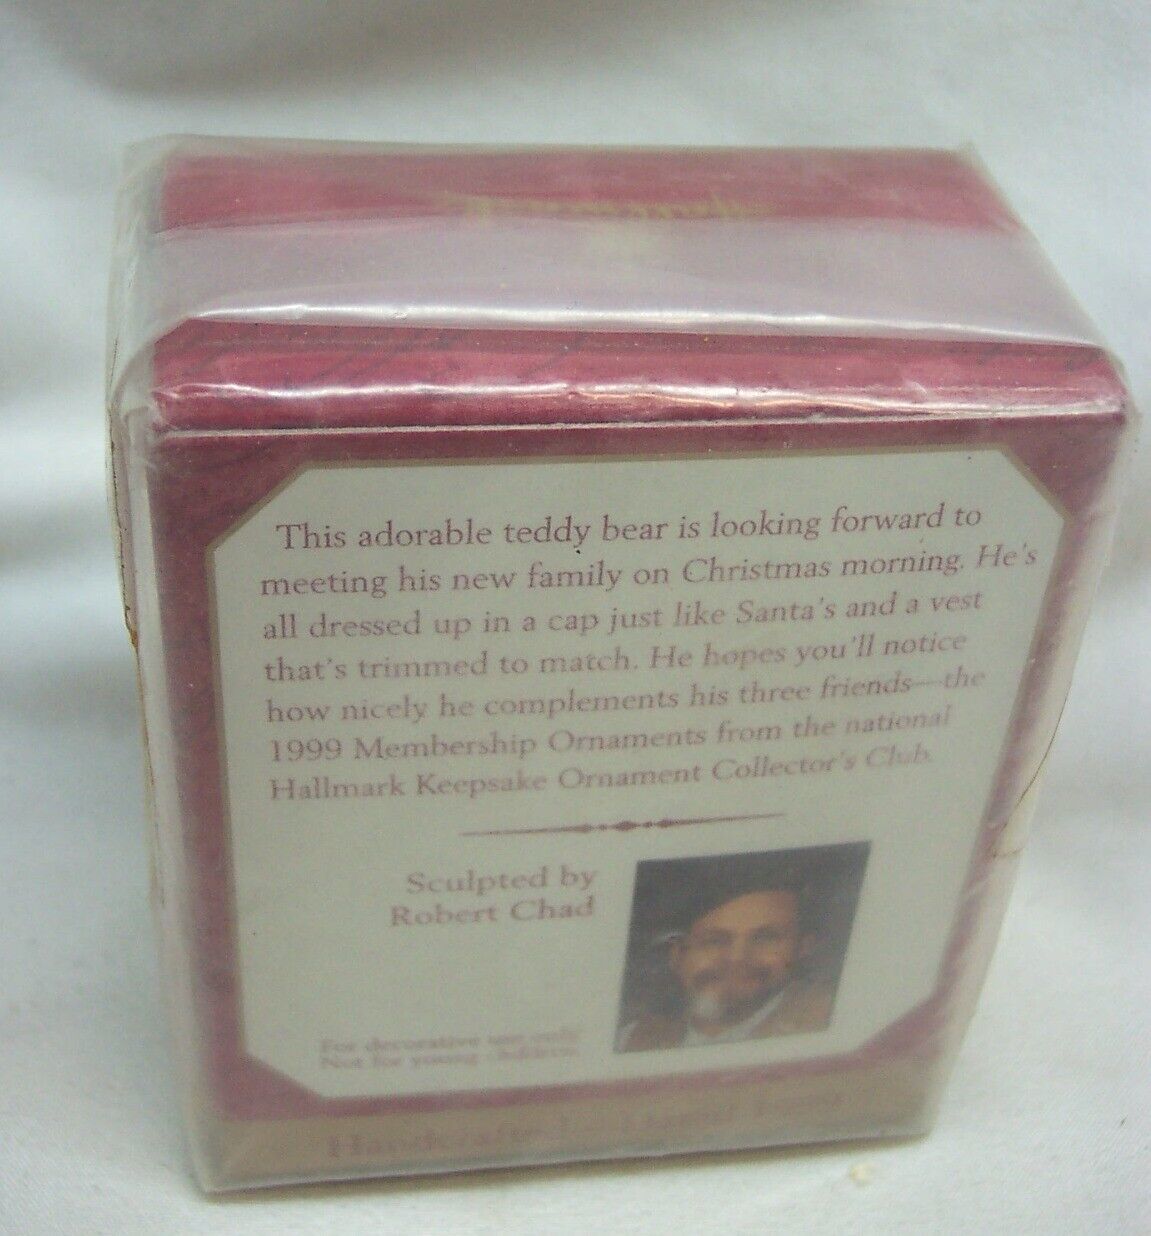 This adorable teddy bear is looking forward to
meeting his new family on Christmas morning. He's
all dressed up in a cap just like Santa's and a vest
that's trimmed to match. He hopes you'll notice
how nicely he complements his three friends—the
1999 Membership Ornaments from the national
Hallmark Keepsake Ornament Collector's Club.
Sculpted by
Robert Chad
For decorative use only.
Not for young children.
Handcrafted